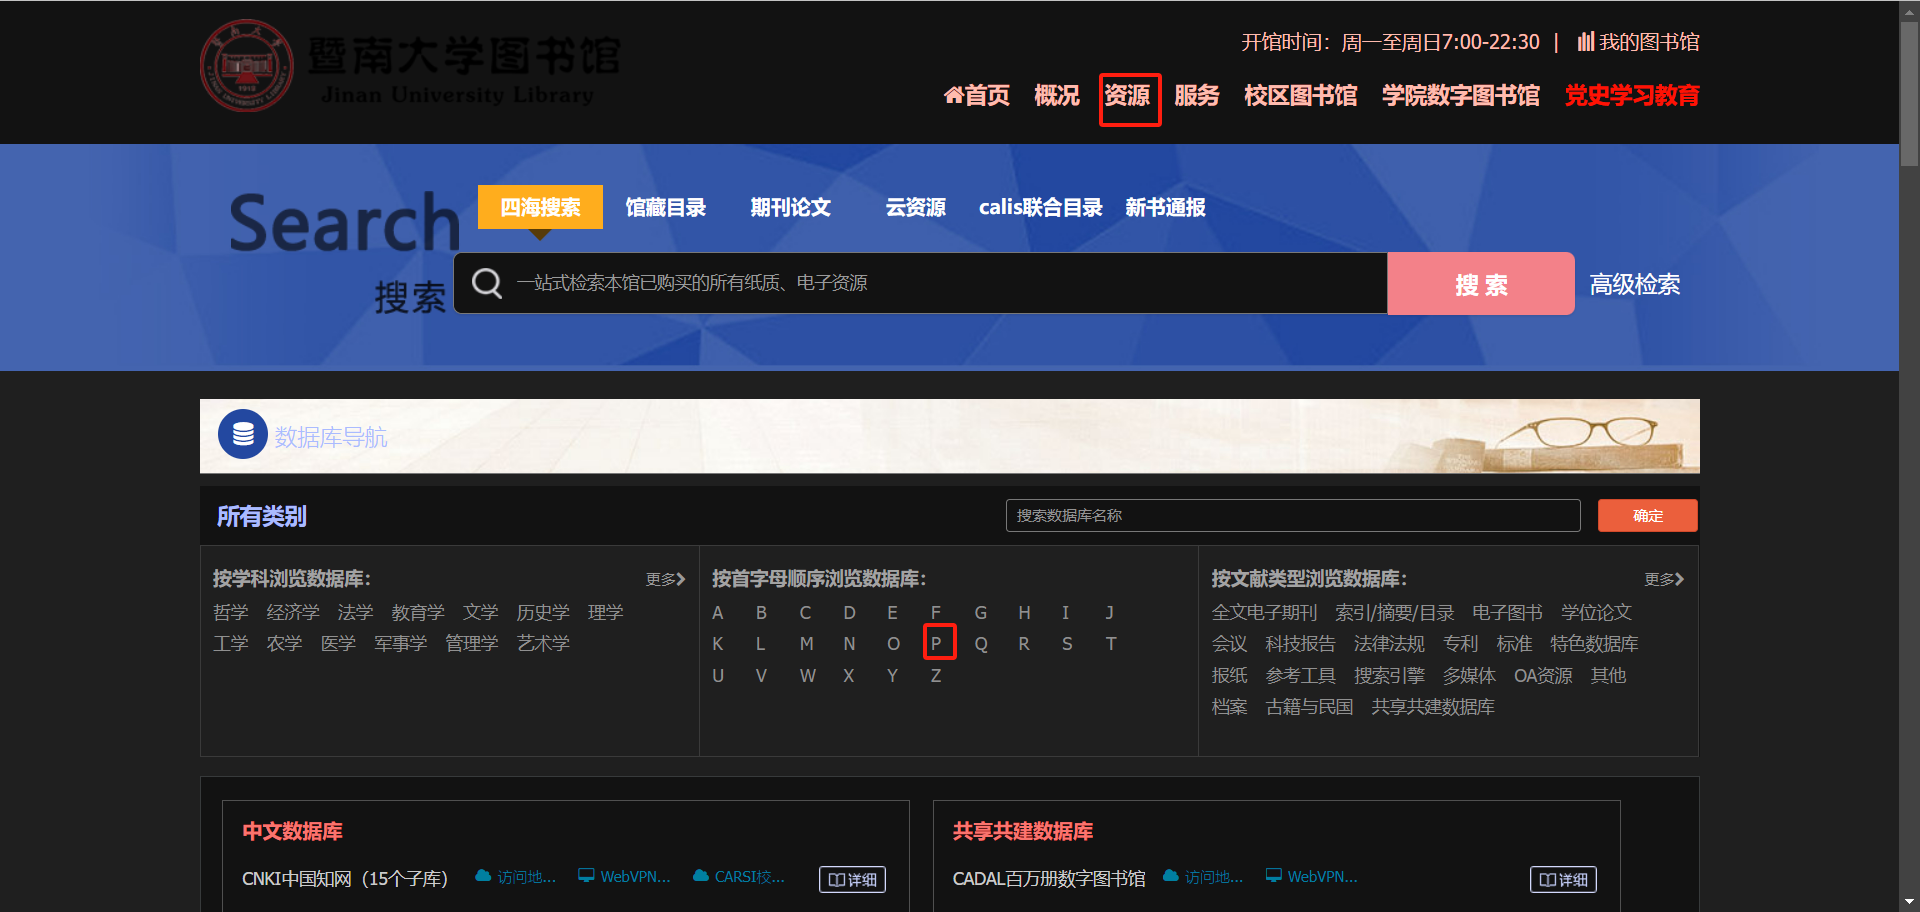 暨南大学图书馆
Jinan University Library
开馆时间：周一至周日7:00-22:30 | 我的图书馆
首页 概况 资源 服务 校区图书馆 学院数字图书馆 党史学习教育
Search
搜索
四海搜索 馆藏目录 期刊论文 云资源 calis联合目录 新书通报
一站式检索本馆已购买的所有纸质、电子资源
搜 索
高级检索
数据库导航
所有类别
搜索数据库名称
确定
按学科浏览数据库：
更多
哲学 经济学 法学 教育学 文学 历史学 理学
工学 农学 医学 军事学 管理学 艺术学
按首字母顺序浏览数据库：
A B C D E F G H I J
K L M N O P Q R S T
U V W X Y Z
按文献类型浏览数据库：
更多
全文电子期刊 索引/摘要/目录 电子图书 学位论文
会议 科技报告 法律法规 专利 标准 特色数据库
报纸 参考工具 搜索引擎 多媒体 OA资源 其他
档案 古籍与民国 共享共建数据库
中文数据库
CNKI中国知网（15个子库） 访问地... WebVPN... CARSI校... 详细
共享共建数据库
CADAL百万册数字图书馆 访问地... WebVPN... 详细